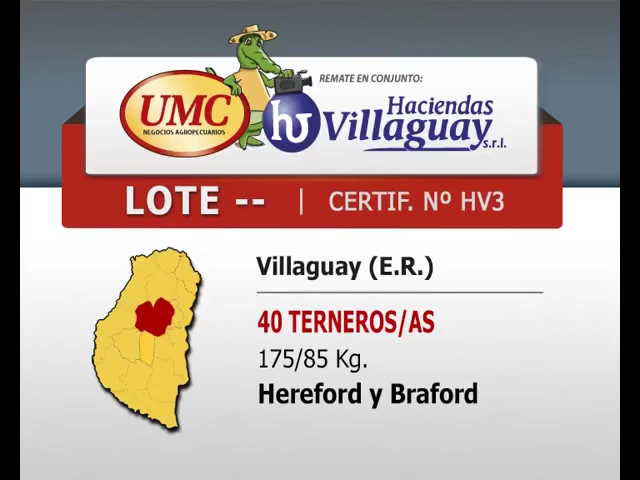 REMATE EN CONJUNTO:
UMC
NEGOCIOS AGROPECUARIOS
hv
Haciendas
Villaguay
s.r.l.
LOTE -- | CERTIF. Nº HV3
Villaguay (E.R.)
40 TERNEROS/AS
175/85 Kg.
Hereford y Braford